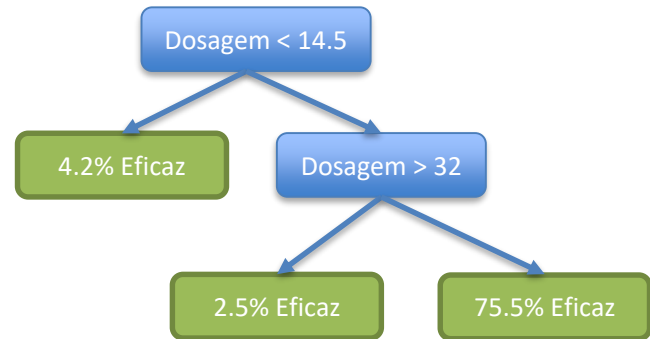 Dosagem < 14.5
4.2% Eficaz
Dosagem > 32
2.5% Eficaz
75.5% Eficaz